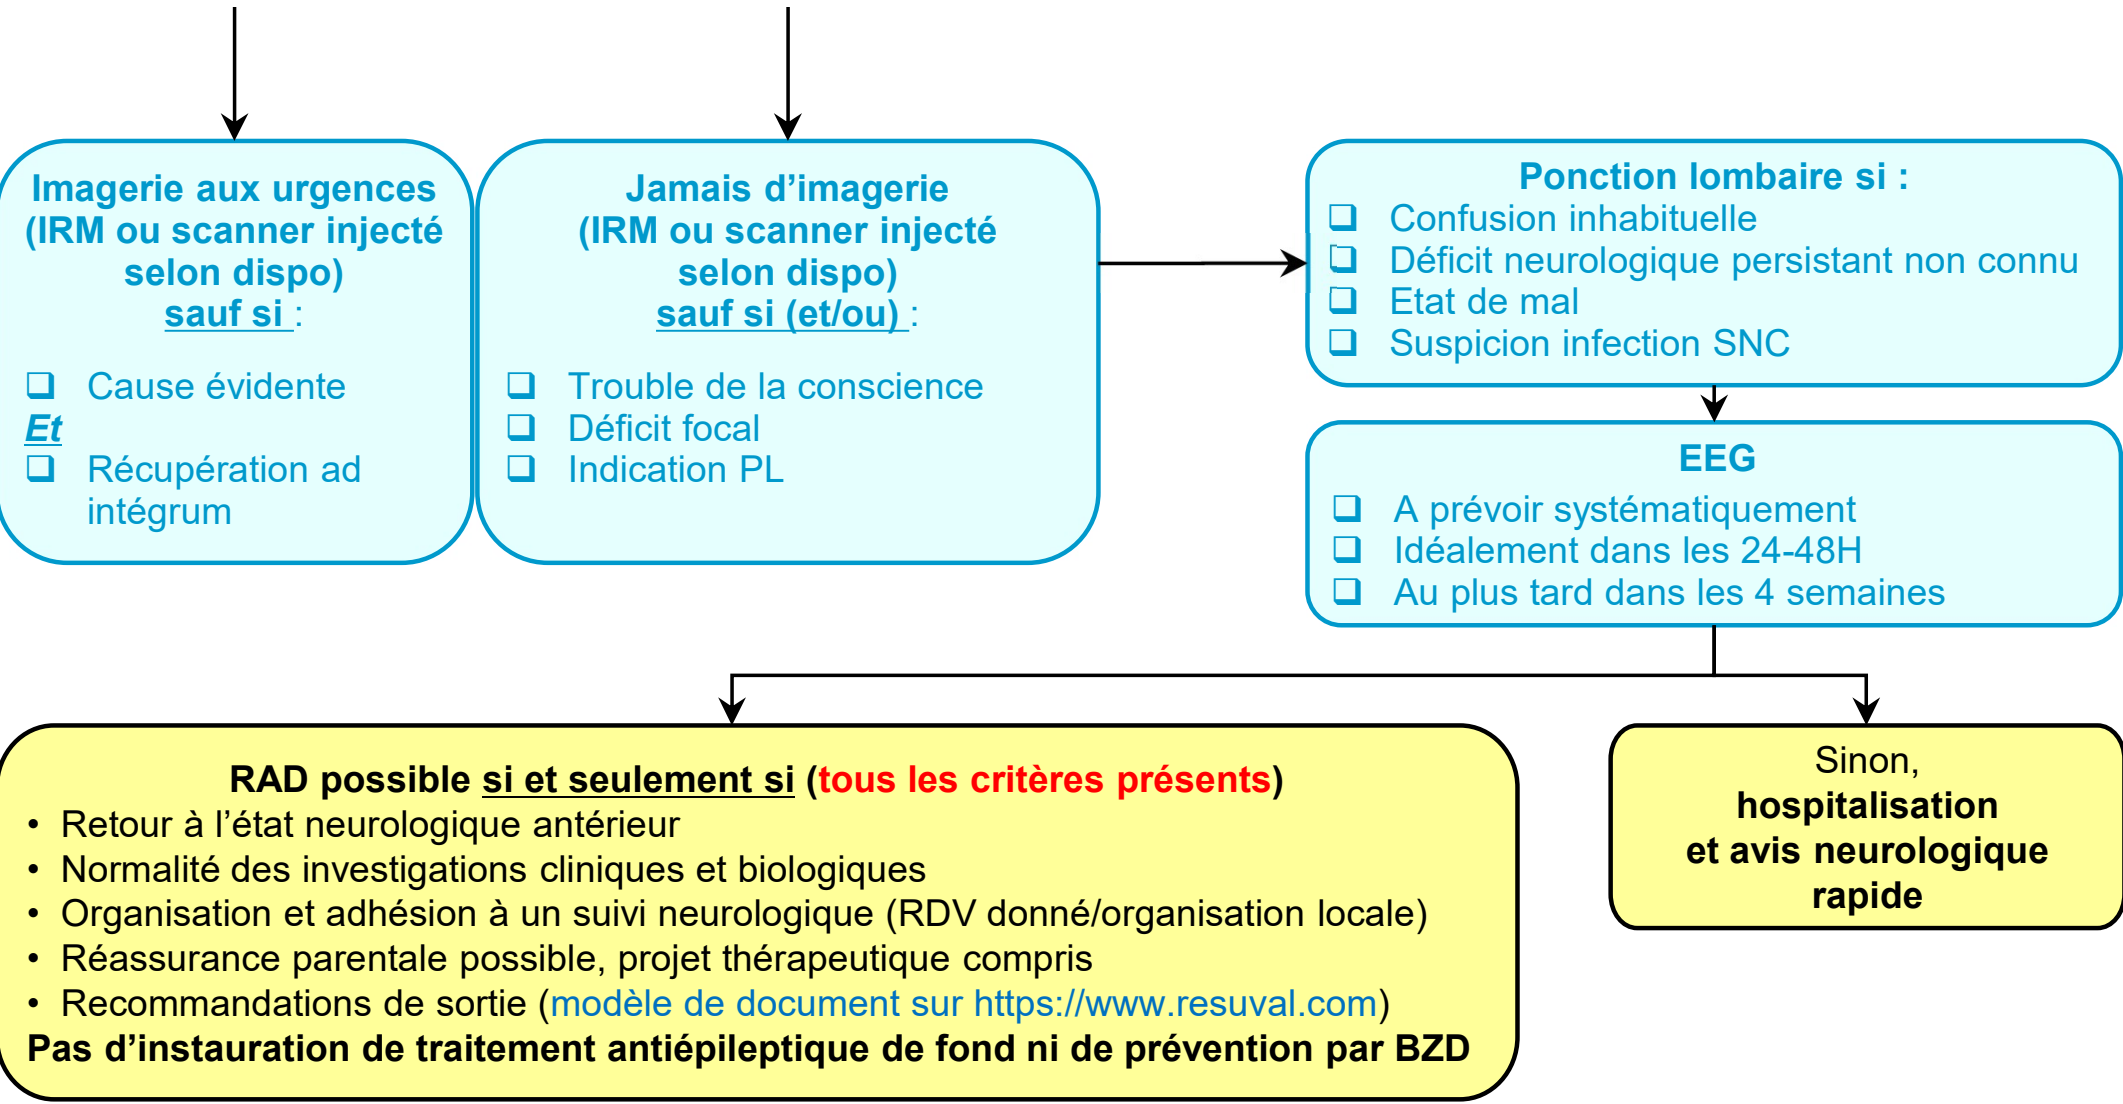 Imagerie aux urgences
(IRM ou scanner injecté
selon dispo)
sauf si :
❑ Cause évidente
Et
❑ Récupération ad
intégrum
Jamais d’imagerie
(IRM ou scanner injecté
selon dispo)
sauf si (et/ou) :
❑ Trouble de la conscience
❑ Déficit focal
❑ Indication PL
Ponction lombaire si :
❑ Confusion inhabituelle
❑ Déficit neurologique persistant non connu
❑ Etat de mal
❑ Suspicion infection SNC
EEG
❑ A prévoir systématiquement
❑ Idéalement dans les 24-48H
❑ Au plus tard dans les 4 semaines
RAD possible si et seulement si (tous les critères présents)
• Retour à l’état neurologique antérieur
• Normalité des investigations cliniques et biologiques
• Organisation et adhésion à un suivi neurologique (RDV donné/organisation locale)
• Réassurance parentale possible, projet thérapeutique compris
• Recommandations de sortie (modèle de document sur https://www.resuval.com)
Pas d’instauration de traitement antiépileptique de fond ni de prévention par BZD
Sinon,
hospitalisation
et avis neurologique
rapide